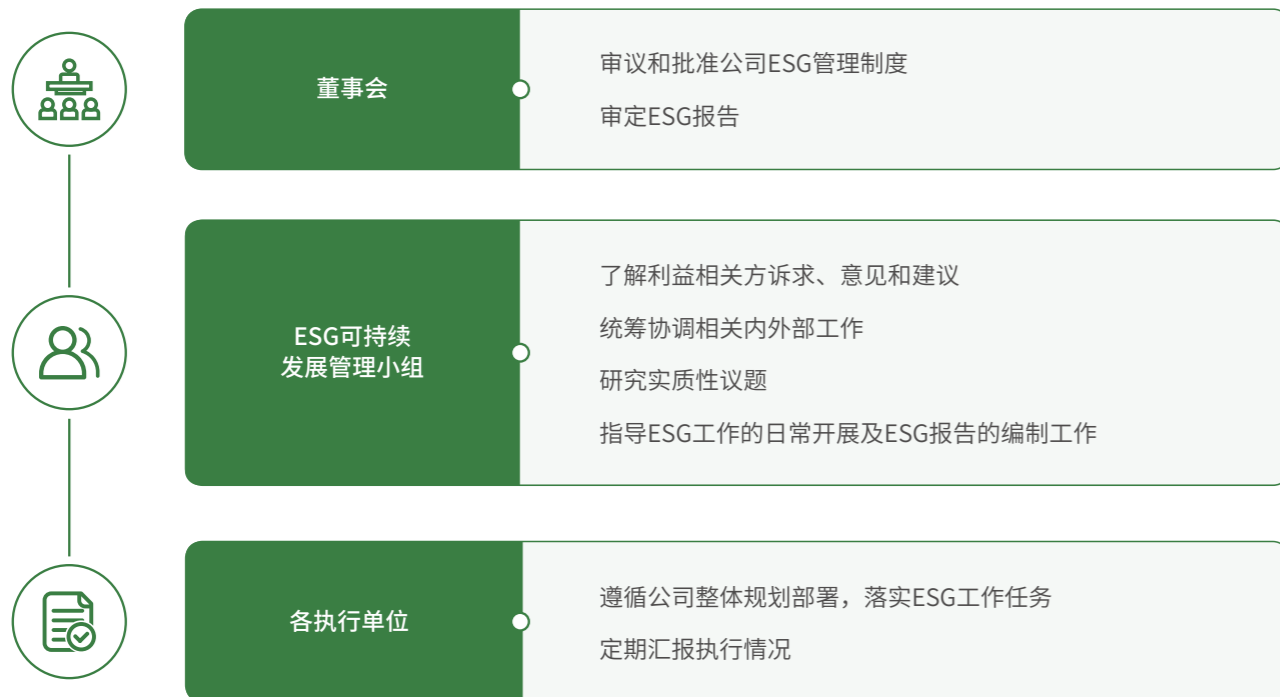 董事会
审议和批准公司ESG管理制度
审定ESG报告
ESG可持续
发展管理小组
了解利益相关方诉求、意见和建议
统筹协调相关内外部工作
研究实质性议题
指导ESG工作的日常开展及ESG报告的编制工作
各执行单位
遵循公司整体规划部署，落实ESG工作任务
定期汇报执行情况